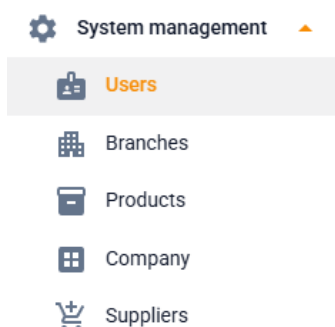 System management
Users
Branches
Products
Company
Suppliers